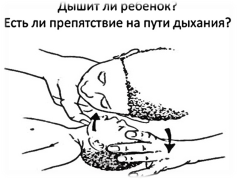 Дышит ли ребенок?
Есть ли препятствие на пути дыхания?